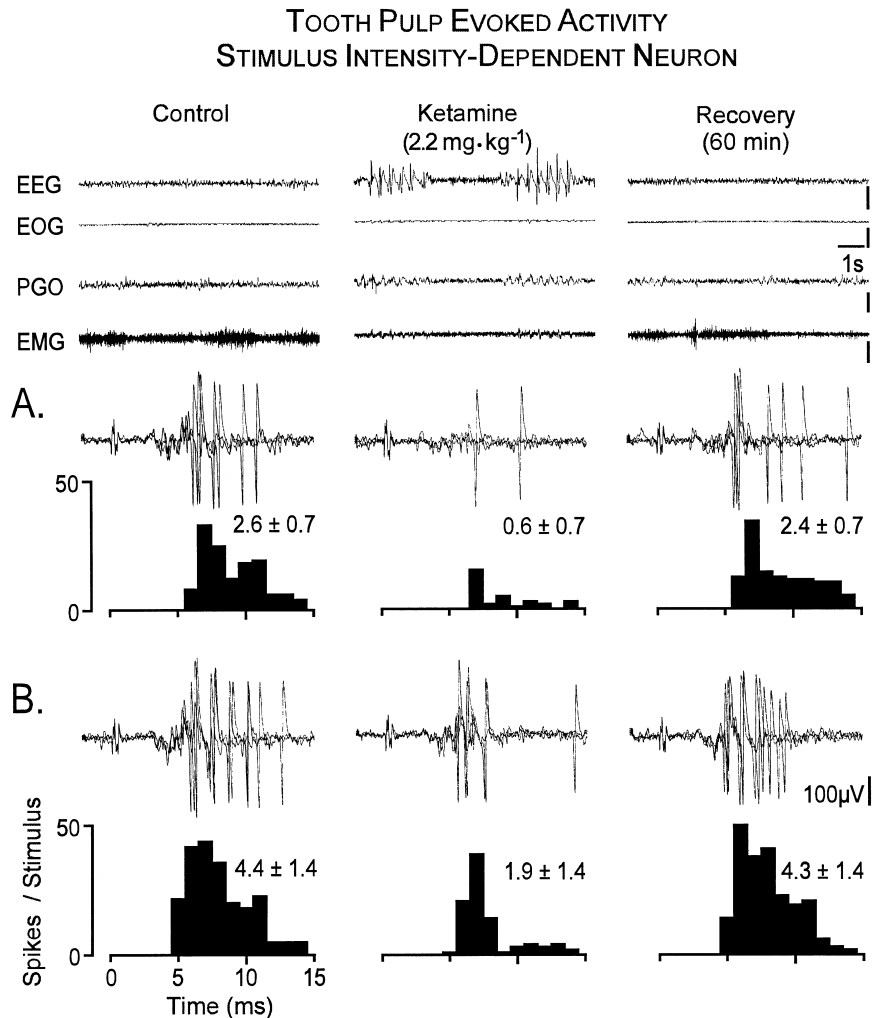 TOOTH PULP EVOKED ACTIVITY
STIMULUS INTENSITY-DEPENDENT NEURON
Control
Ketamine
(2.2 mg•kg-1)
Recovery
(60 min)
EEG
EOG
1s
PGO
EMG
A.
50
2.6 ± 0.7
0.6 ± 0.7
2.4 ± 0.7
0
B.
100µV
50
4.4 ± 1.4
1.9 ± 1.4
4.3 ± 1.4
0
Spikes / Stimulus
0 5 10 15
Time (ms)